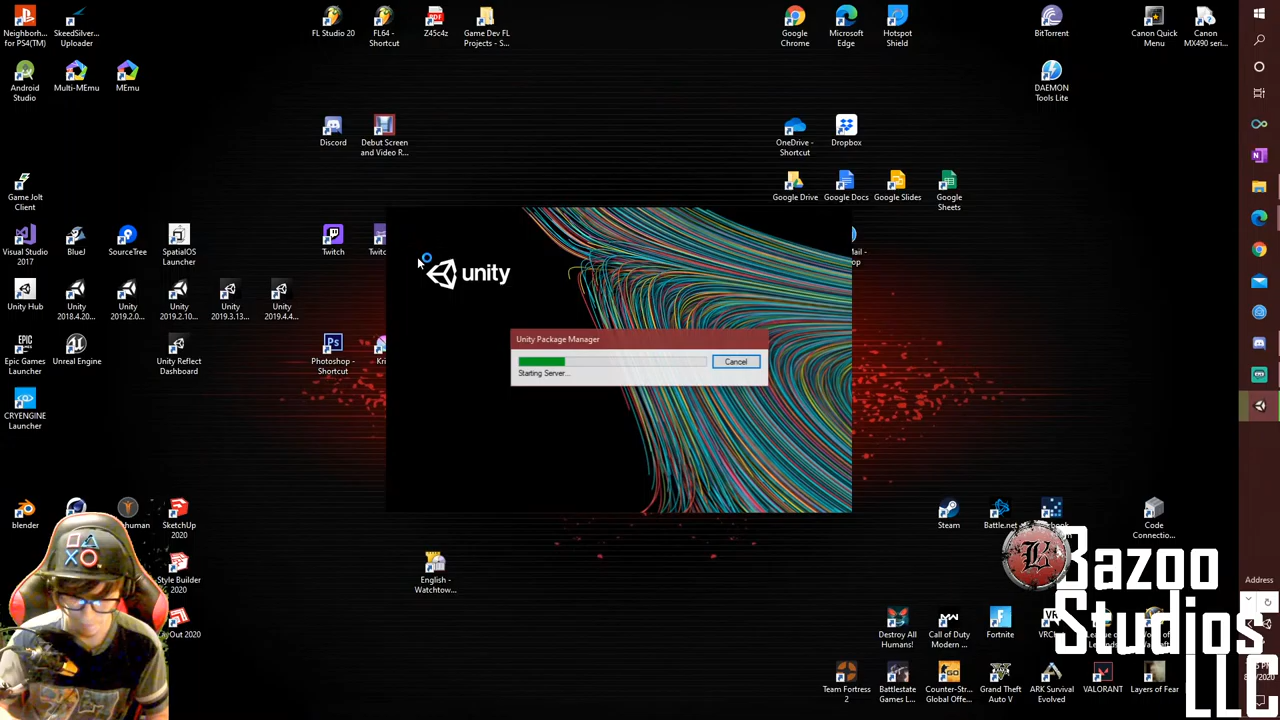 Neighborh...
for PS4(TM)
SkeedSilver...
Uploader
FL Studio 20
FL64 -
Shortcut
Z45c4z
Game Dev FL
Projects - S...
Google
Chrome
Microsoft
Edge
Hotspot
Shield
BitTorrent
Canon Quick
Menu
Canon
MX490 seri...
Android
Studio
Multi-MEmu
MEmu
DAEMON
Tools Lite
Discord
Debut Screen
and Video R...
OneDrive -
Shortcut
Dropbox
Game Jolt
Client
Google Drive
Google Docs
Google Slides
Google
Sheets
Visual Studio
2017
BlueJ
SourceTree
SpatialOS
Launcher
Twitch
unity
Unity Hub
Unity
2018.4.20...
Unity
2019.2.0...
Unity
2019.2.10...
Unity
2019.3.13...
Unity
2019.4.4...
Unity Package Manager
Cancel
Starting Server...
Epic Games
Launcher
Unreal Engine
Unity Reflect
Dashboard
Photoshop -
Shortcut
CRYENGINE
Launcher
blender
SketchUp
2020
Steam
Battle.net
Code
Connectio...
Style Builder
2020
English -
Watchtow...
Address
Bazoo
Studios
LLC
Destroy All
Humans!
Call of Duty
Modern ...
Fortnite
Team Fortress
2
Battlestate
Games L...
Counter-Str...
Global Offe...
Grand Theft
Auto V
ARK Survival
Evolved
VALORANT
Layers of Fear